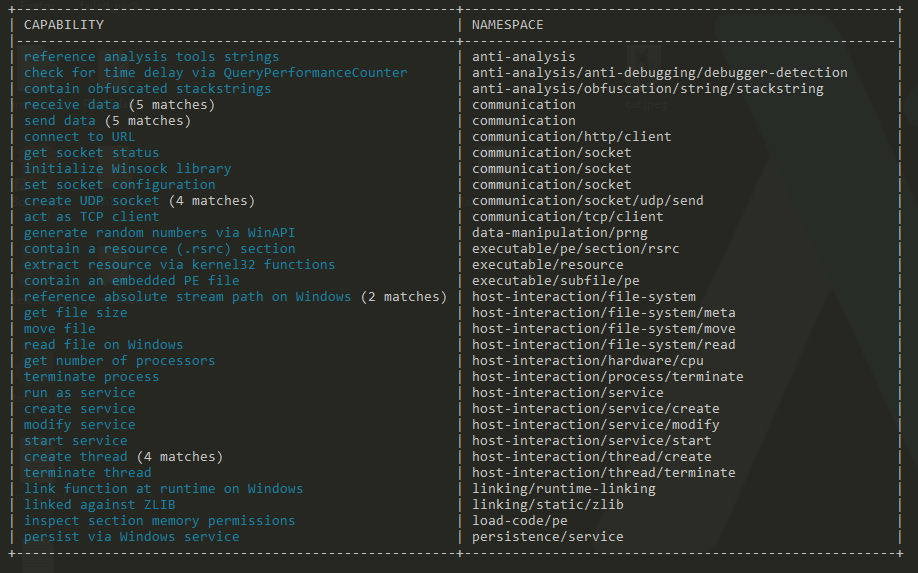 CAPABILITY NAMESPACE
reference analysis tools strings anti-analysis
check for time delay via QueryPerformanceCounter anti-analysis/anti-debugging/debugger-detection
contain obfuscated stackstrings anti-analysis/obfuscation/string/stackstring
receive data (5 matches) communication
send data (5 matches) communication
connect to URL communication/http/client
get socket status communication/socket
initialize Winsock library communication/socket
set socket configuration communication/socket
create UDP socket (4 matches) communication/socket/udp/send
act as TCP client communication/tcp/client
generate random numbers via WinAPI data-manipulation/prng
contain a resource (.rsrc) section executable/pe/section/rsrc
extract resource via kernel32 functions executable/resource
contain an embedded PE file executable/subfile/pe
reference absolute stream path on Windows (2 matches) host-interaction/file-system
get file size host-interaction/file-system/meta
move file host-interaction/file-system/move
read file on Windows host-interaction/file-system/read
get number of processors host-interaction/hardware/cpu
terminate process host-interaction/process/terminate
run as service host-interaction/service
create service host-interaction/service/create
modify service host-interaction/service/modify
start service host-interaction/service/start
create thread (4 matches) host-interaction/thread/create
terminate thread host-interaction/thread/terminate
link function at runtime on Windows linking/runtime-linking
linked against ZLIB linking/static/zlib
inspect section memory permissions load-code/pe
persist via Windows service persistence/service